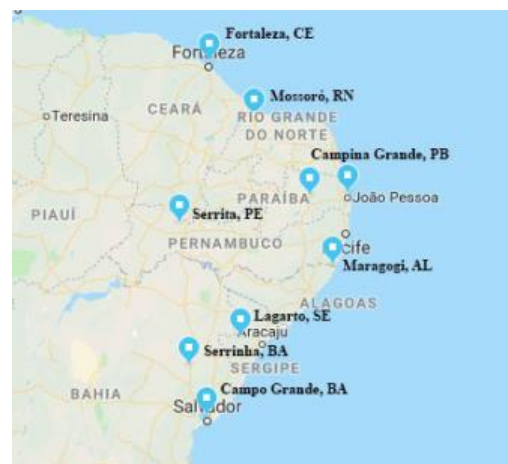 Fortaleza, CE
Fortaleza
Mossoró, RN
Teresina
CEARÁ
RIO GRANDE
DO NORTE
Campina Grande, PB
PARAÍBA
João Pessoa
Serrita, PE
PIAUÍ
PERNAMBUCO
cife
Maragogi, AL
ALAGOAS
Lagarto, SE
Aracaju
Serrinha, BA
SERGIPE
BAHIA
Campo Grande, BA
Salvador